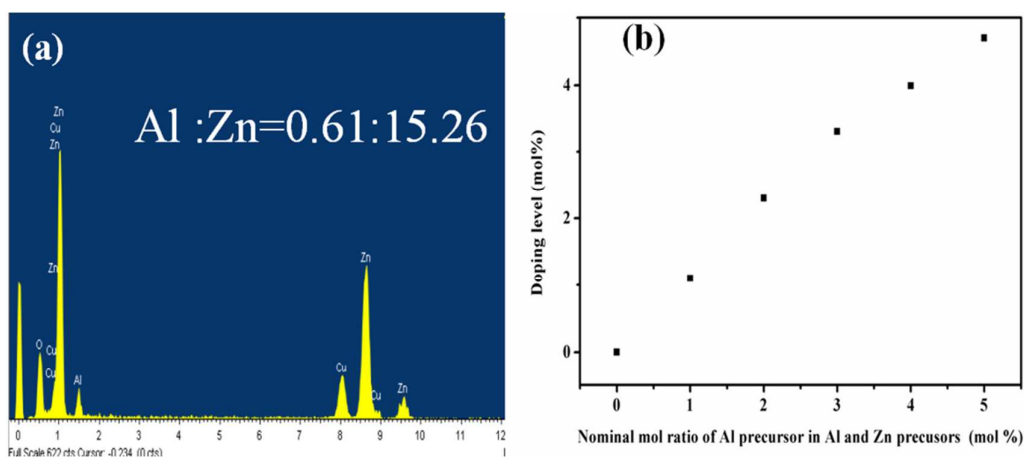 (a)
Al :Zn=0.61:15.26
Zn
Cu
Zn
Zn
O
Cu
Cu
Al
Cu
Zn
Cu
Zn
0 1 2 3 4 5 6 7 8 9 10 11 12
Full Scale 622 cts Cursor: -0.234 (0 cts)
(b)
Doping level (mol%)
4
2
0
0 1 2 3 4 5
Nominal mol ratio of Al precursor in Al and Zn precusors (mol %)